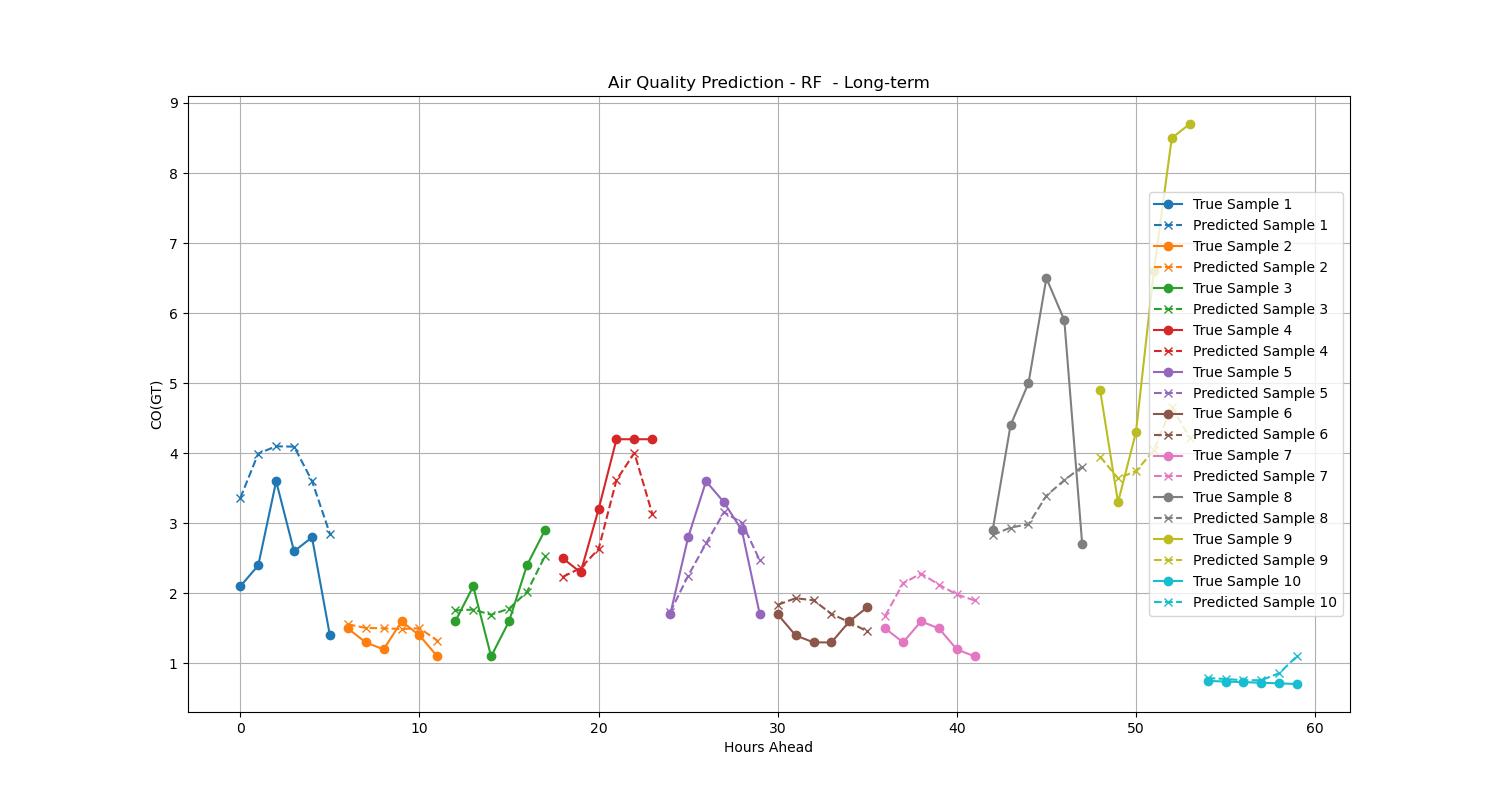 Air Quality Prediction - RF  - Long-term
9
8
7
6
5
4
3
2
1
CO(GT)
True Sample 1
Predicted Sample 1
True Sample 2
Predicted Sample 2
True Sample 3
Predicted Sample 3
True Sample 4
Predicted Sample 4
True Sample 5
Predicted Sample 5
True Sample 6
Predicted Sample 6
True Sample 7
Predicted Sample 7
True Sample 8
Predicted Sample 8
True Sample 9
Predicted Sample 9
True Sample 10
Predicted Sample 10
0 10 20 30 40 50 60
Hours Ahead